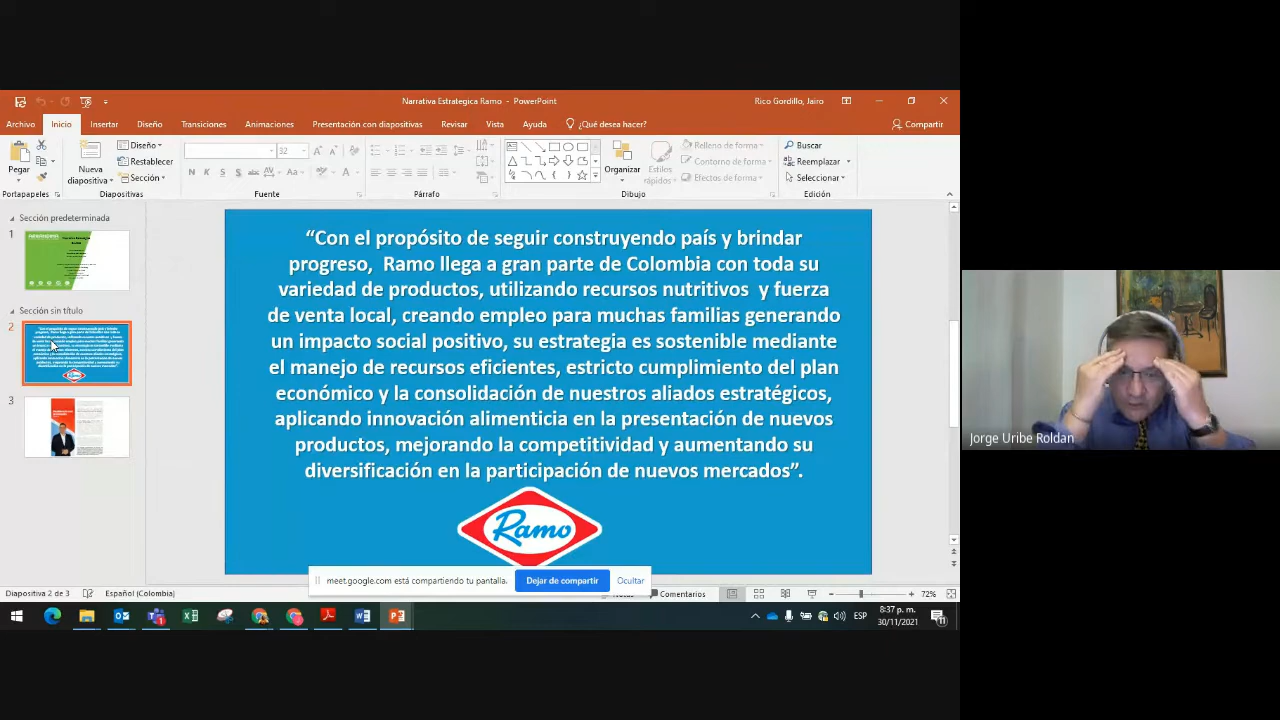 Narrativa Estrategica Ramo - PowerPoint
Rico Gordillo, Jairo
Archivo Inicio Insertar Diseño Transiciones Animaciones Presentación con diapositivas Revisar Vista Ayuda ¿Qué desea hacer? Compartir
Pegar
Nueva
diapositiva
Diseño
Restablecer
Sección
32
N K S
Organizar
Estilos
rápidos
Relleno de forma
Contorno de forma
Efectos de forma
Buscar
Reemplazar
Seleccionar
Portapapeles Diapositivas Fuente Párrafo Dibujo Edición
Sección predeterminada
1
Sección sin título
2
3
“Con el propósito de seguir construyendo país y brindar
progreso, Ramo llega a gran parte de Colombia con toda su
variedad de productos, utilizando recursos nutritivos y fuerza
de venta local, creando empleo para muchas familias generando
un impacto social positivo, su estrategia es sostenible mediante
el manejo de recursos eficientes, estricto cumplimiento del plan
económico y la consolidación de nuestros aliados estratégicos,
aplicando innovación alimenticia en la presentación de nuevos
productos, mejorando la competitividad y aumentando su
diversificación en la participación de nuevos mercados”.
Ramo
meet.google.com está compartiendo tu pantalla. Dejar de compartir Ocultar
Diapositiva 2 de 3 Español (Colombia) Comentarios 72%
ESP
8:37 p. m.
30/11/2021
Jorge Uribe Roldan